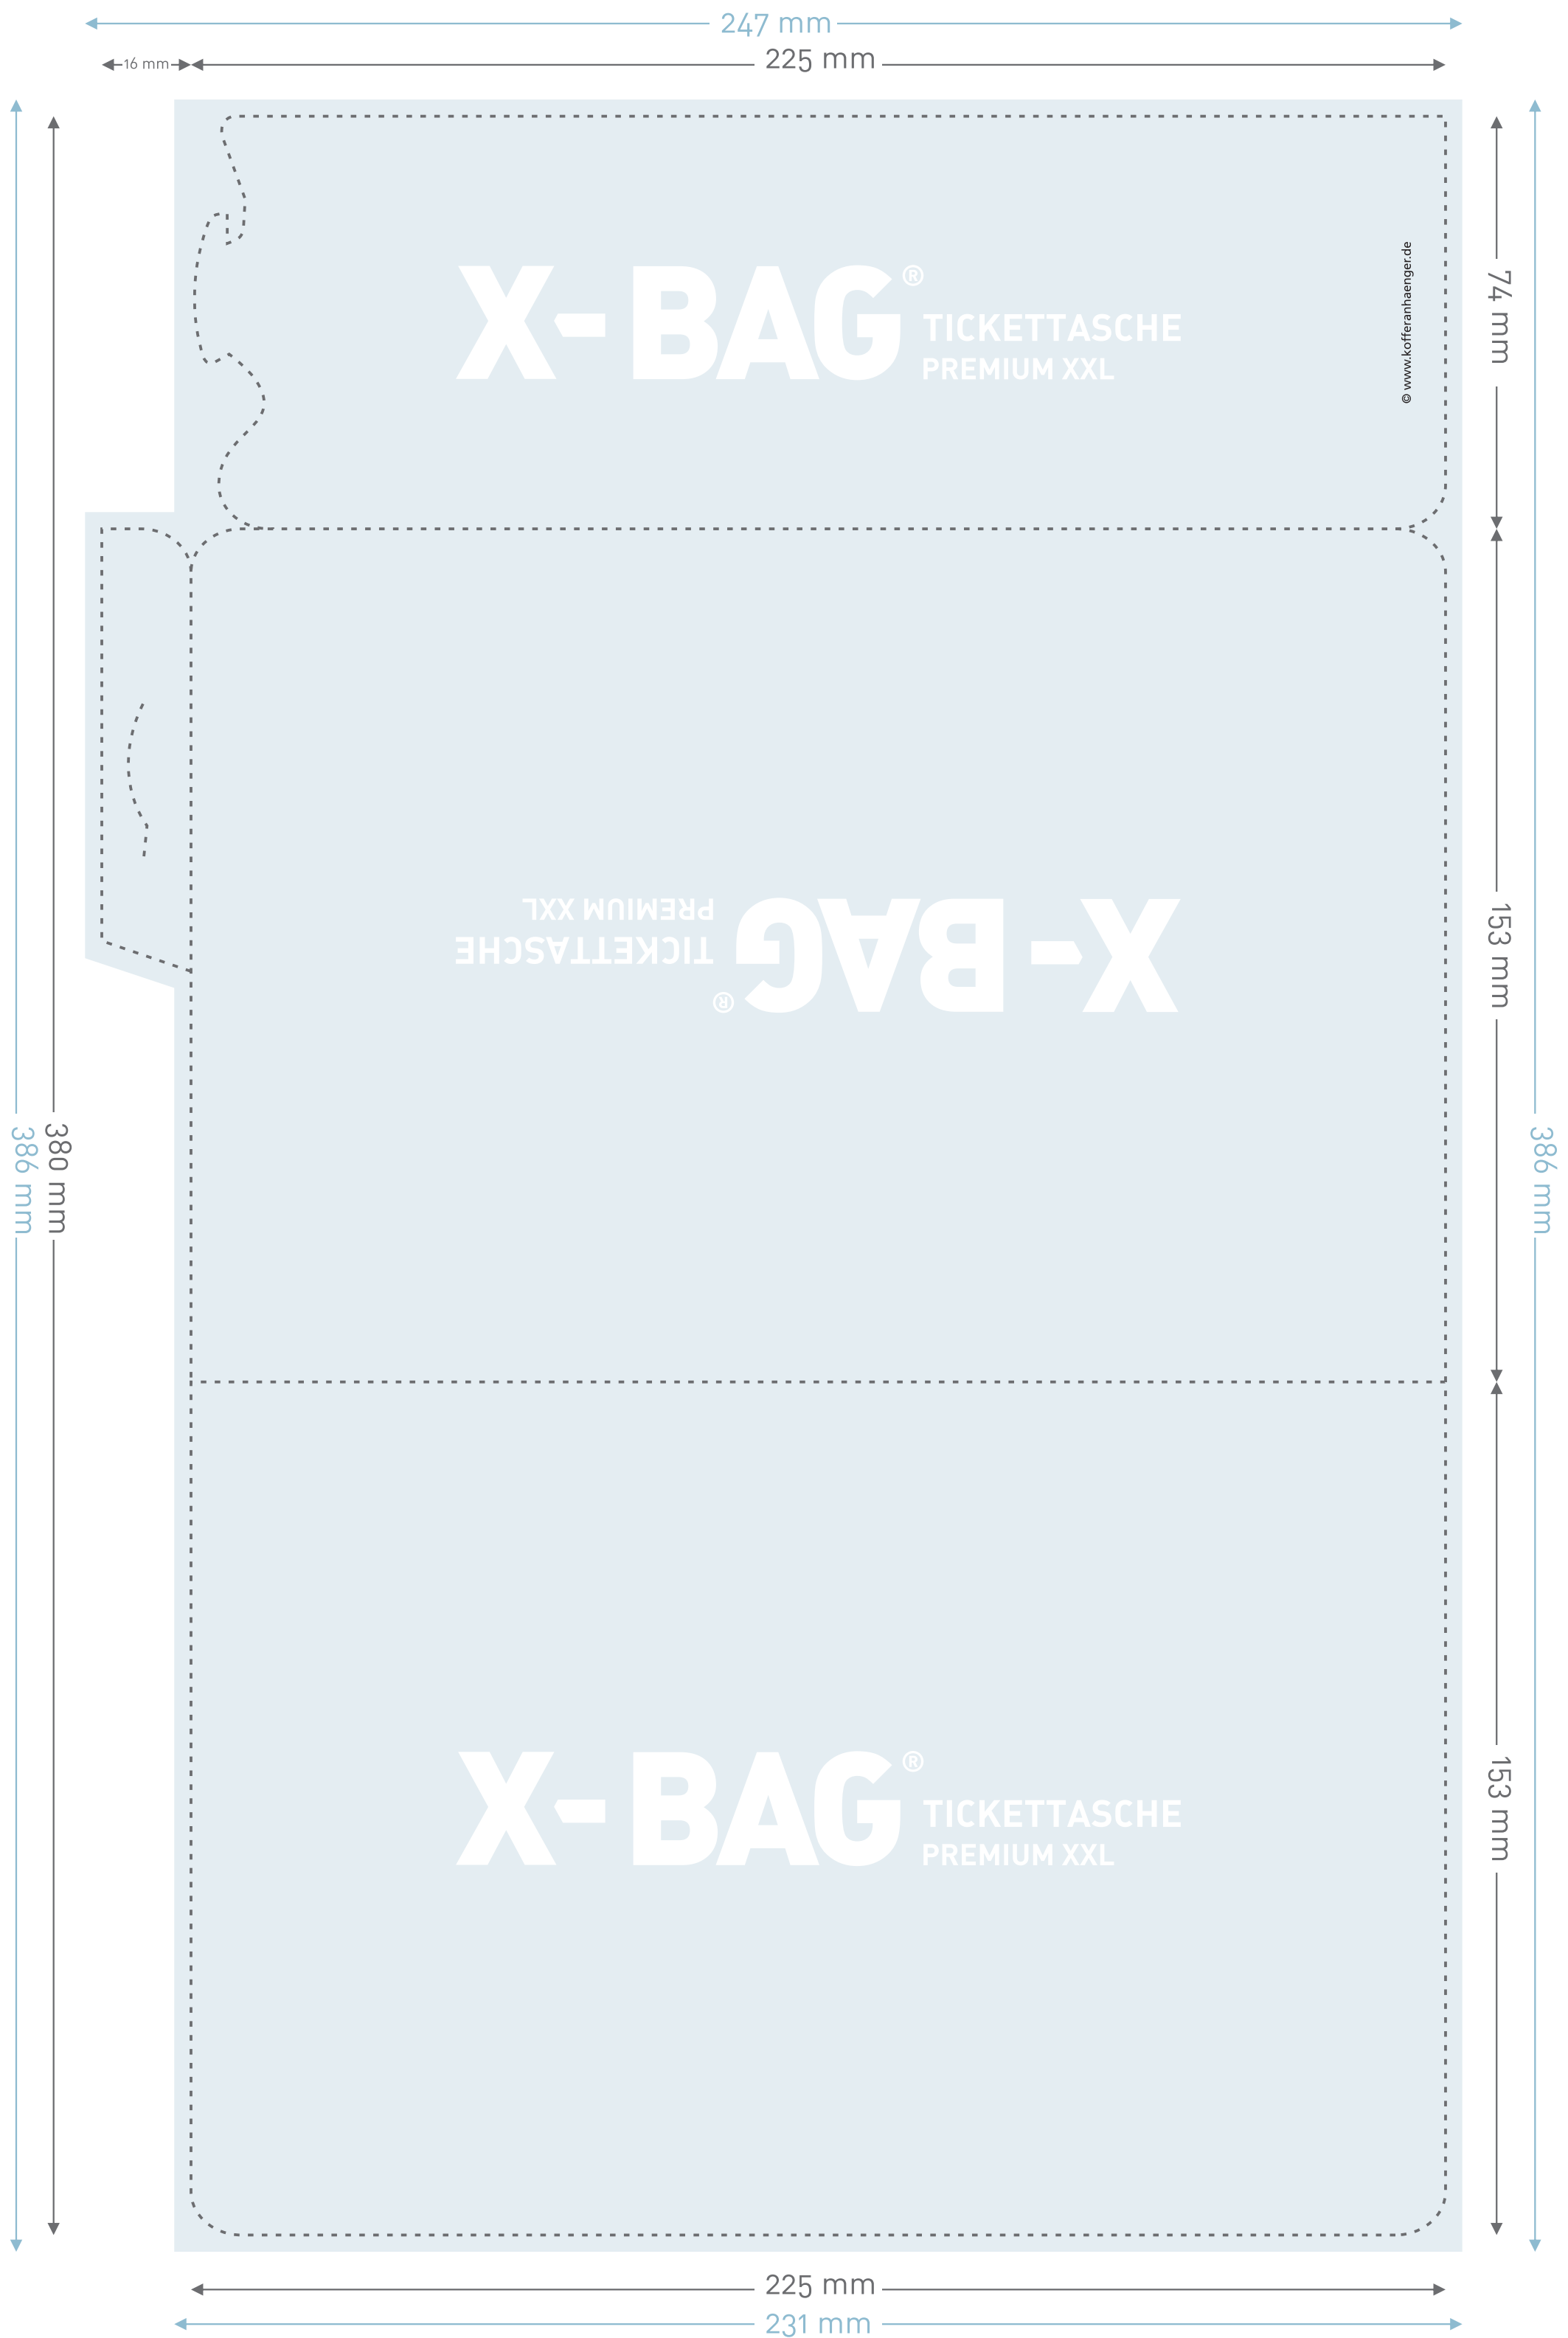 247 mm
16 mm
225 mm
X-BAG®
TICKETTASCHE
PREMIUM XXL
© www.kofferanhaenger.de
74 mm
X-BAG®
TICKETTASCHE
PREMIUM XXL
153 mm
386 mm
380 mm
386 mm
X-BAG®
TICKETTASCHE
PREMIUM XXL
153 mm
225 mm
231 mm